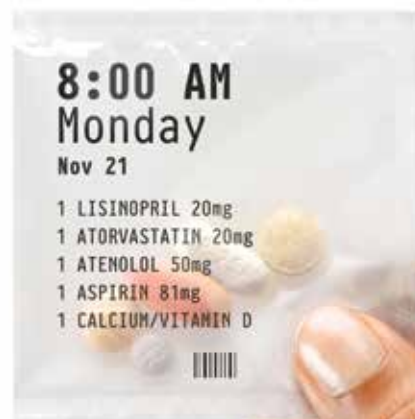 8:00 AM
Monday
Nov 21
1 LISINOPRIL 20mg
1 ATORVASTATIN 20mg
1 ATENOLOL 50mg
1 ASPIRIN 81mg
1 CALCIUM/VITAMIN D